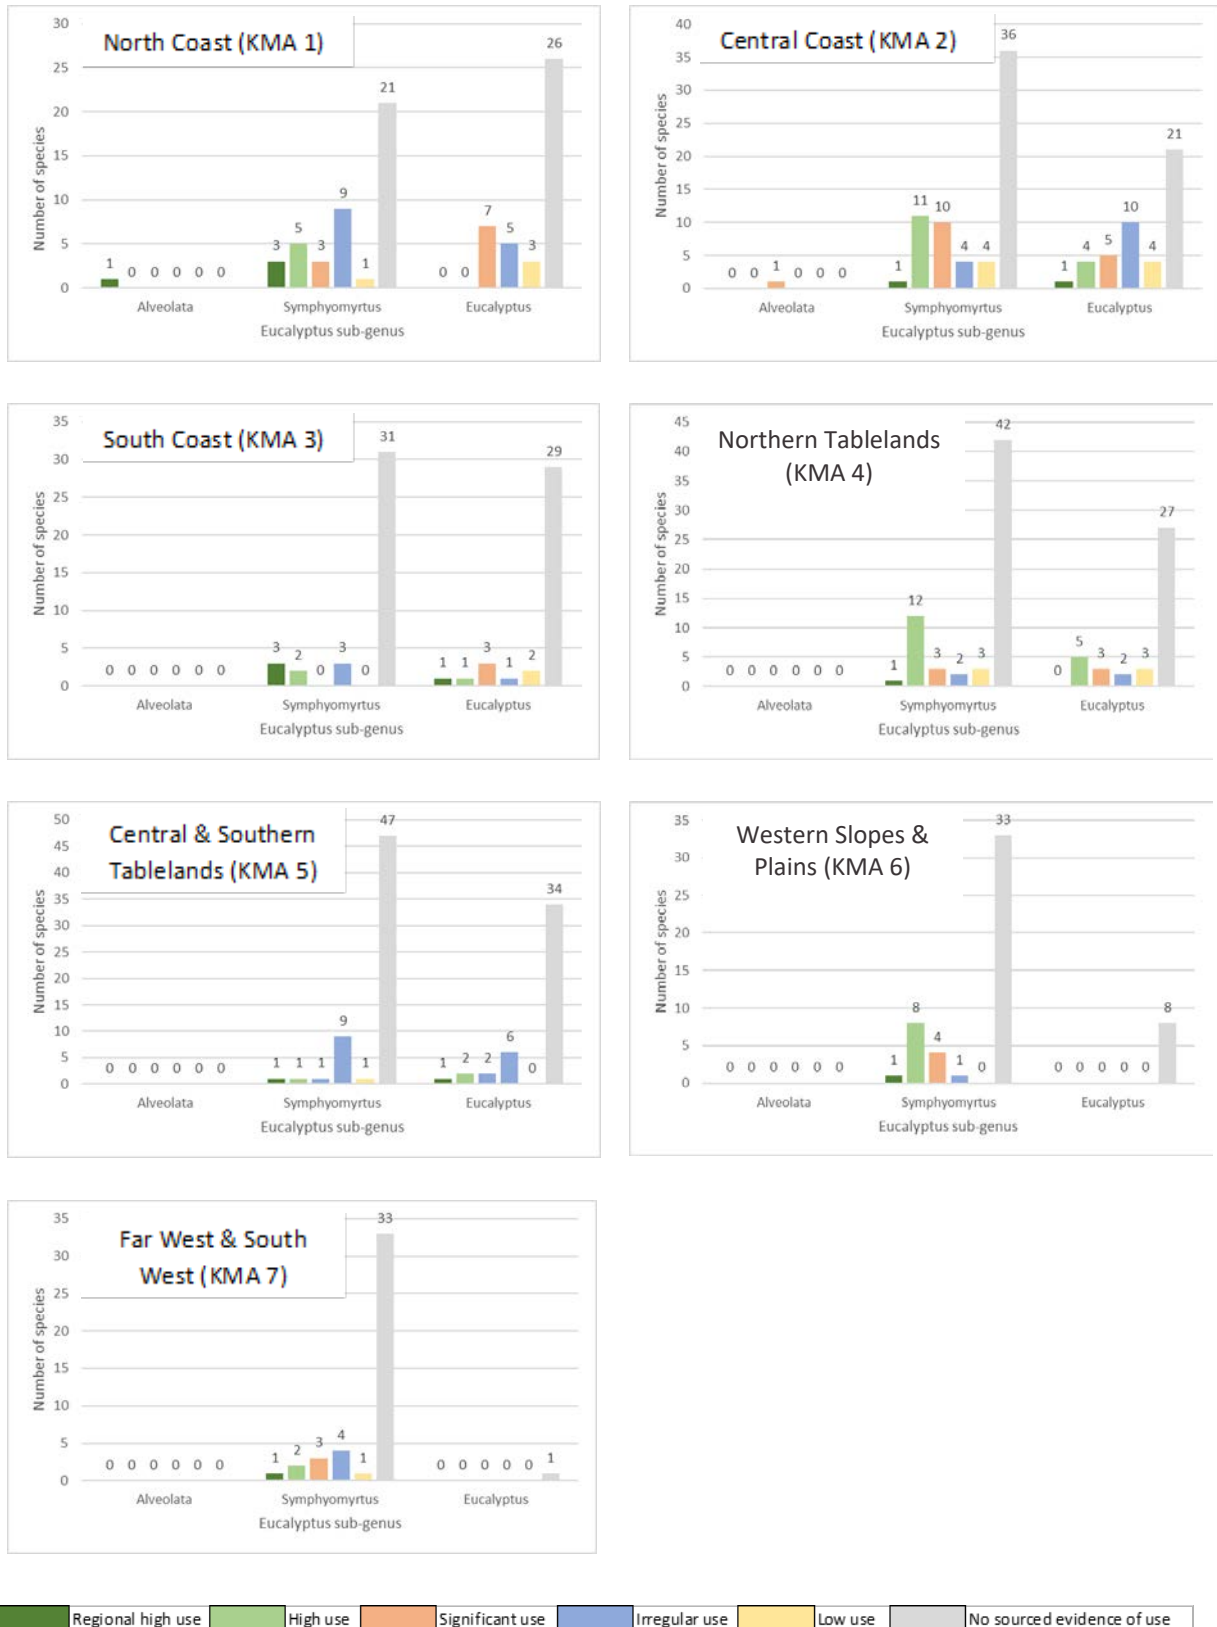 North Coast (KMA 1)
Number of species
30
25
20
15
10
5
0
1 0 0 0 0 0
3 5 3 9 1 21
0 0 7 5 3 26
Alveolata Symphyomyrtus Eucalyptus
Eucalyptus sub-genus
Central Coast (KMA 2)
Number of species
40
35
30
25
20
15
10
5
0
0 0 1 0 0 0
1 11 10 4 4 36
1 4 5 10 4 21
Alveolata Symphyomyrtus Eucalyptus
Eucalyptus sub-genus
South Coast (KMA 3)
Number of species
35
30
25
20
15
10
5
0
0 0 0 0 0 0
3 2 0 3 0 31
1 1 3 1 2 29
Alveolata Symphyomyrtus Eucalyptus
Eucalyptus sub-genus
Northern Tablelands
(KMA 4)
Number of species
45
40
35
30
25
20
15
10
5
0
0 0 0 0 0 0
1 12 3 2 3 42
0 5 3 2 3 27
Alveolata Symphyomyrtus Eucalyptus
Eucalyptus sub-genus
Central & Southern
Tablelands (KMA 5)
Number of species
50
45
40
35
30
25
20
15
10
5
0
0 0 0 0 0 0
1 1 1 9 1 47
1 2 2 6 0 34
Alveolata Symphyomyrtus Eucalyptus
Eucalyptus sub-genus
Western Slopes &
Plains (KMA 6)
Number of species
35
30
25
20
15
10
5
0
0 0 0 0 0 0
1 8 4 1 0 33
0 0 0 0 0 8
Alveolata Symphyomyrtus Eucalyptus
Eucalyptus sub-genus
Far West & South
West (KMA 7)
Number of species
35
30
25
20
15
10
5
0
0 0 0 0 0 0
1 2 3 4 1 33
0 0 0 0 0 1
Alveolata Symphyomyrtus Eucalyptus
Eucalyptus sub-genus
Regional high use High use Significant use Irregular use Low use No sourced evidence of use